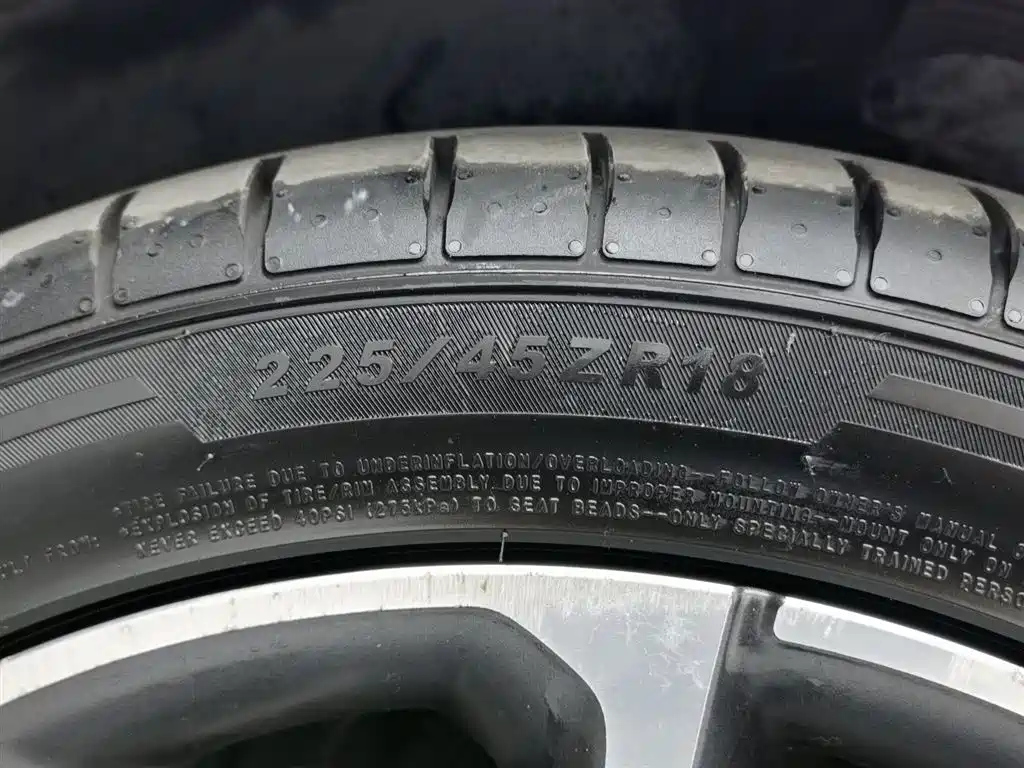 225/45ZR18
•TIRE FAILURE DUE TO UNDERINFLATION/OVERLOADING--FOLLOW OWNER'S MANUAL
FROM: •EXPLOSION OF TIRE/RIM ASSEMBLY DUE TO IMPROPER MOUNTING--MOUNT ONLY ON
NEVER EXCEED 40PSI (275kPa) TO SEAT BEADS--ONLY SPECIALLY TRAINED